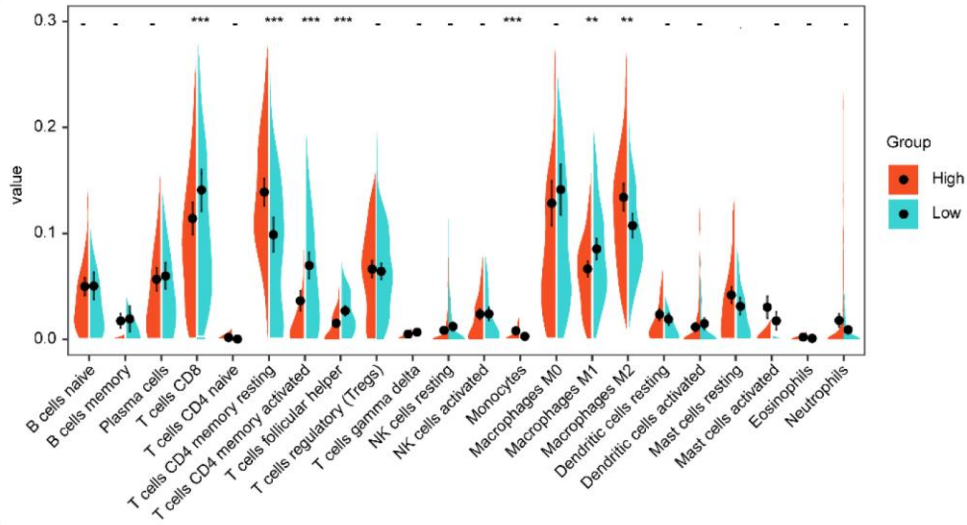 0.3
- - - *** - *** *** *** - - - - *** - ** ** - - . - - -
0.2
0.1
0.0
value
Group
High
Low
B cells naive
B cells memory
Plasma cells
T cells CD8
T cells CD4 naive
T cells CD4 memory resting
T cells CD4 memory activated
T cells follicular helper
T cells regulatory (Tregs)
T cells gamma delta
NK cells resting
NK cells activated
Monocytes
Macrophages M0
Macrophages M1
Macrophages M2
Dendritic cells resting
Dendritic cells activated
Mast cells resting
Mast cells activated
Eosinophils
Neutrophils